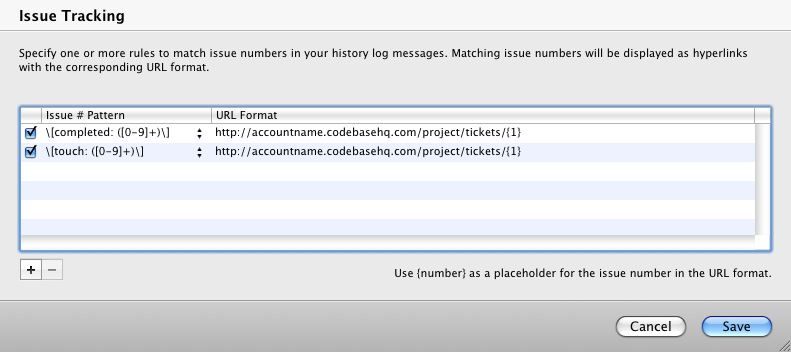 Issue Tracking
Specify one or more rules to match issue numbers in your history log messages. Matching issue numbers will be displayed as hyperlinks
with the corresponding URL format.
Issue # Pattern URL Format
\[completed: ([0-9]+)\] http://accountname.codebasehq.com/project/tickets/{1}
\[touch: ([0-9]+)\] http://accountname.codebasehq.com/project/tickets/{1}
+ − Use {number} as a placeholder for the issue number in the URL format.
Cancel Save